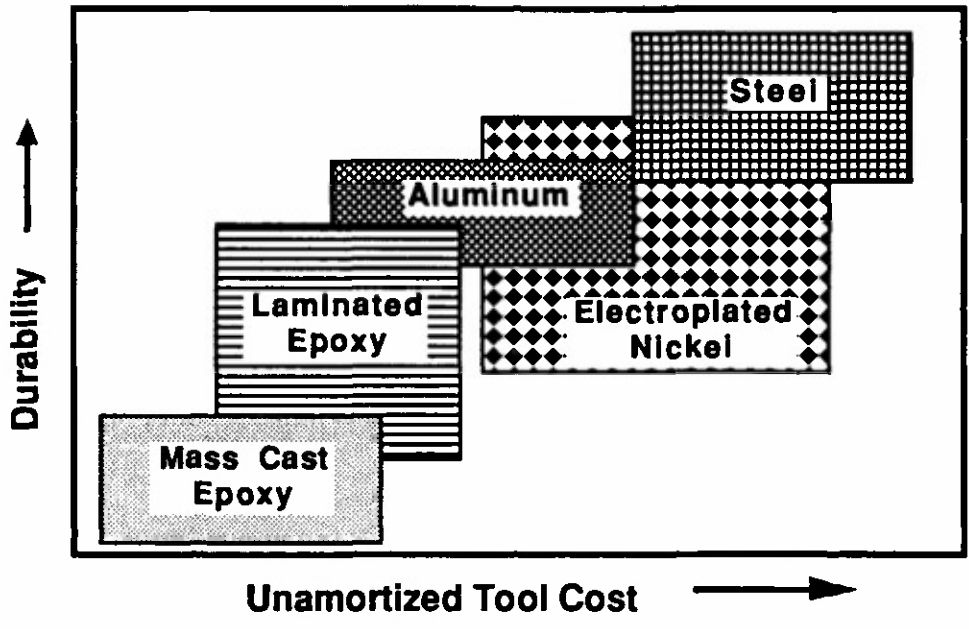 Steel
Aluminum
Laminated
Epoxy
Electroplated
Nickel
Mass Cast
Epoxy
Durability
Unamortized Tool Cost